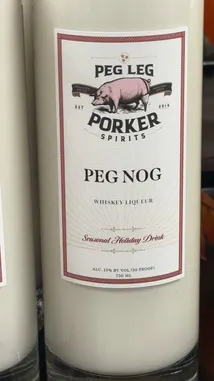 PEG LEG
EST
PORKER
SPIRITS
PEG NOG
WHISKEY LIQUEUR
Seasonal Holiday Drink
ALC. 15% BY VOL (30 PROOF)
750 ML